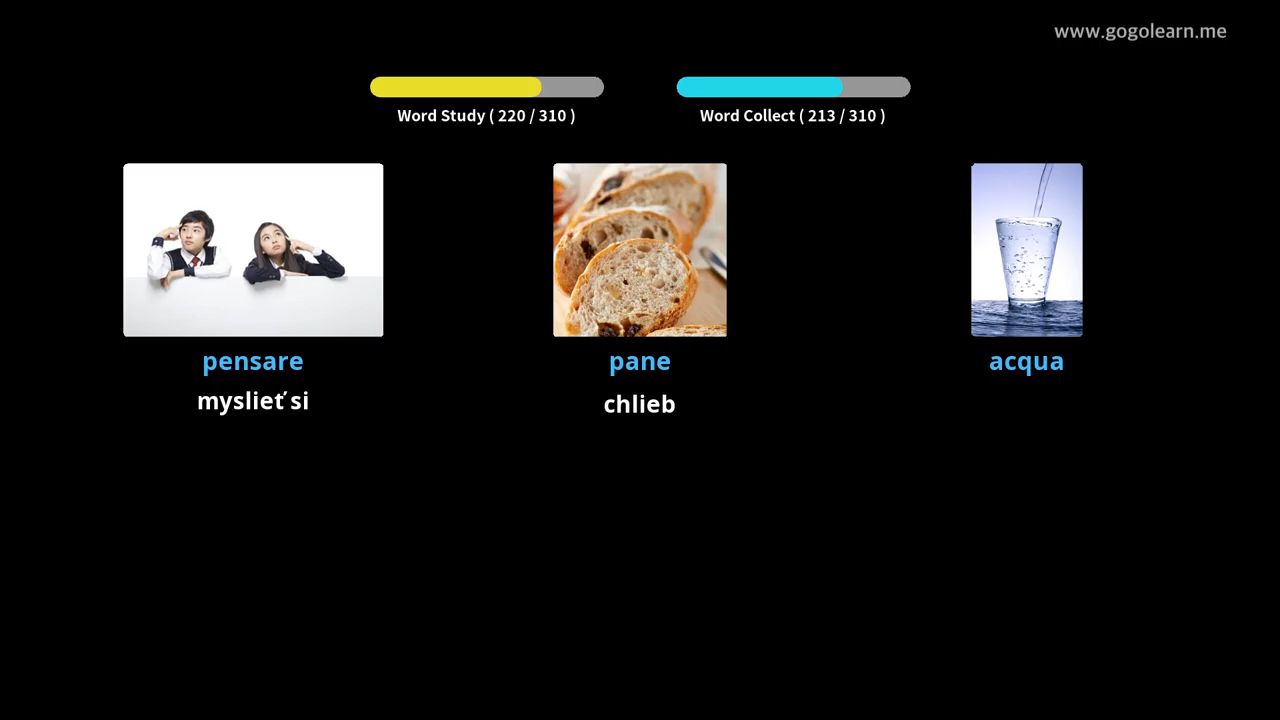 www.gogolearn.me
Word Study ( 220 / 310 )
Word Collect ( 213 / 310 )
pensare
myslieť si
pane
chlieb
acqua